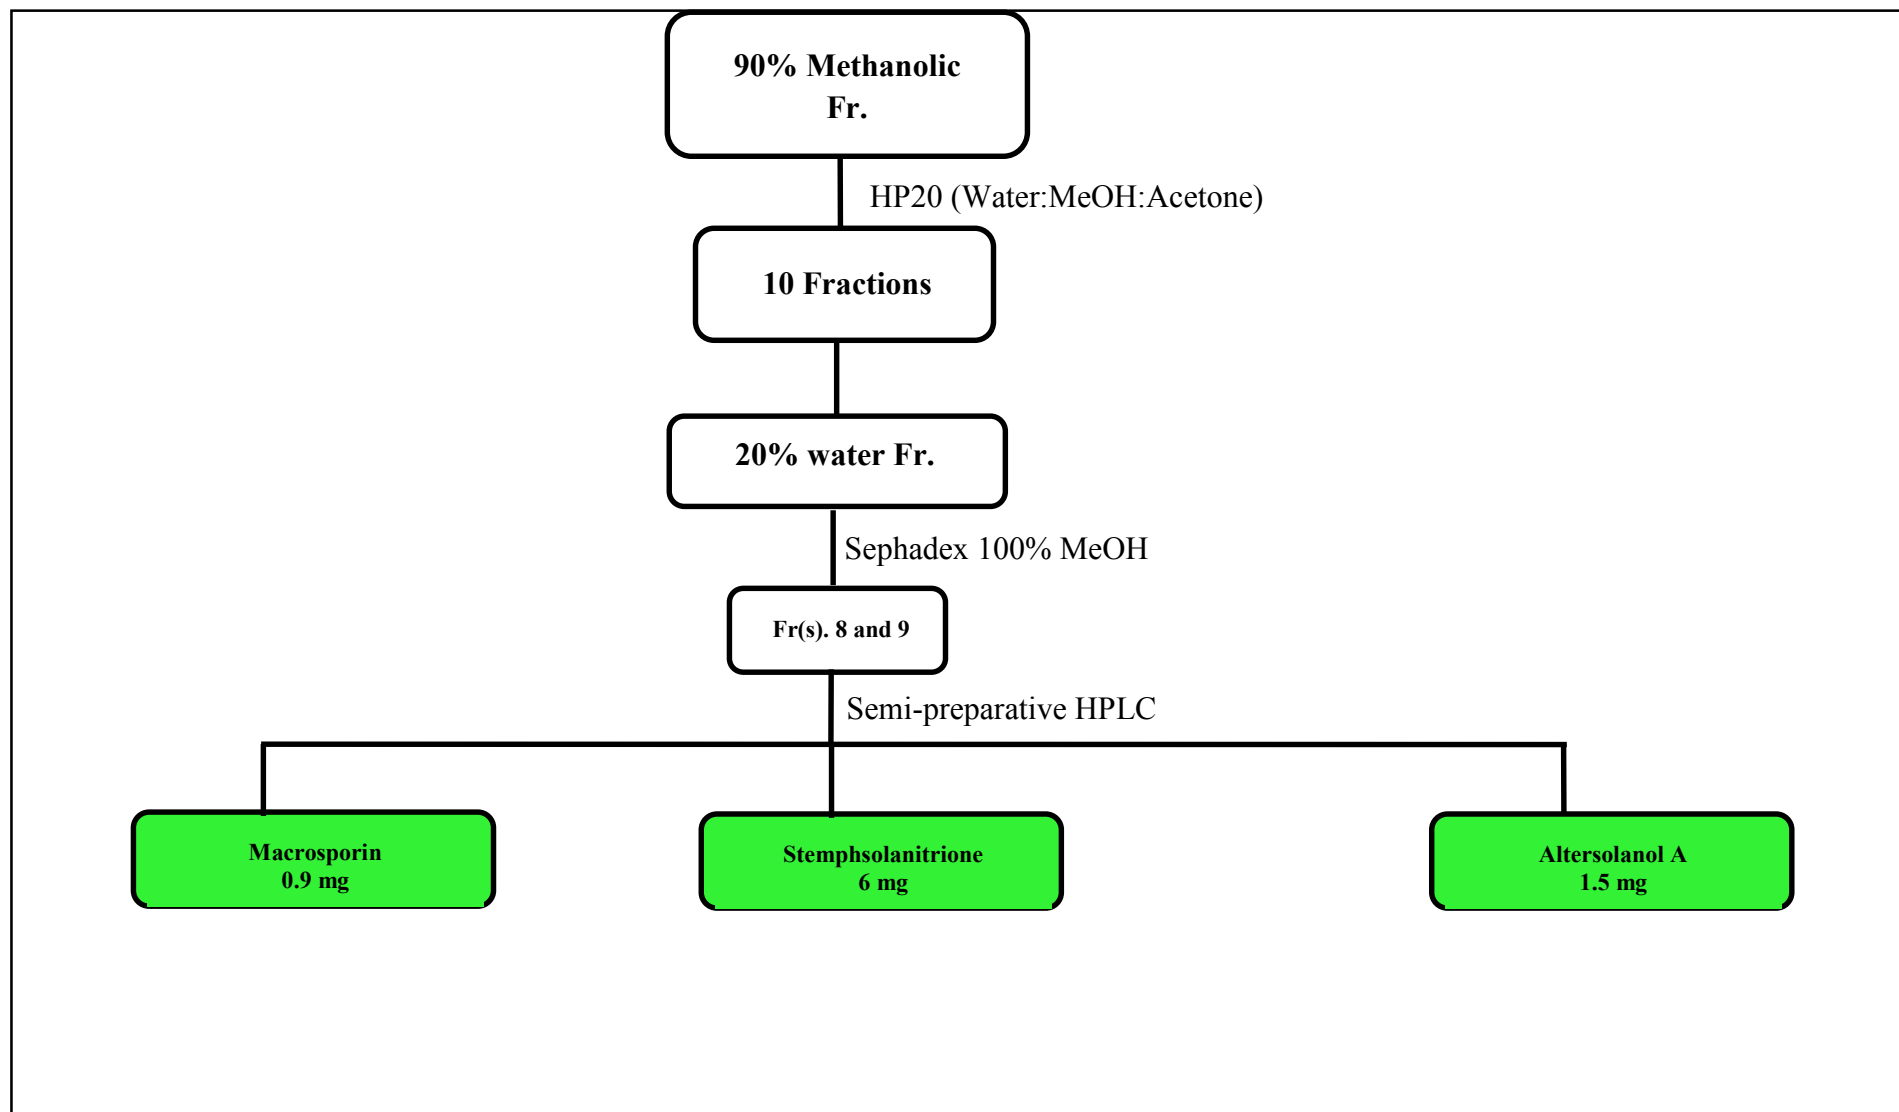 90% Methanolic
Fr.
HP20 (Water:MeOH:Acetone)
10 Fractions
20% water Fr.
Sephadex 100% MeOH
Fr(s). 8 and 9
Semi-preparative HPLC
Macrosporin
0.9 mg
Stemphsolanitrione
6 mg
Altersolanol A
1.5 mg